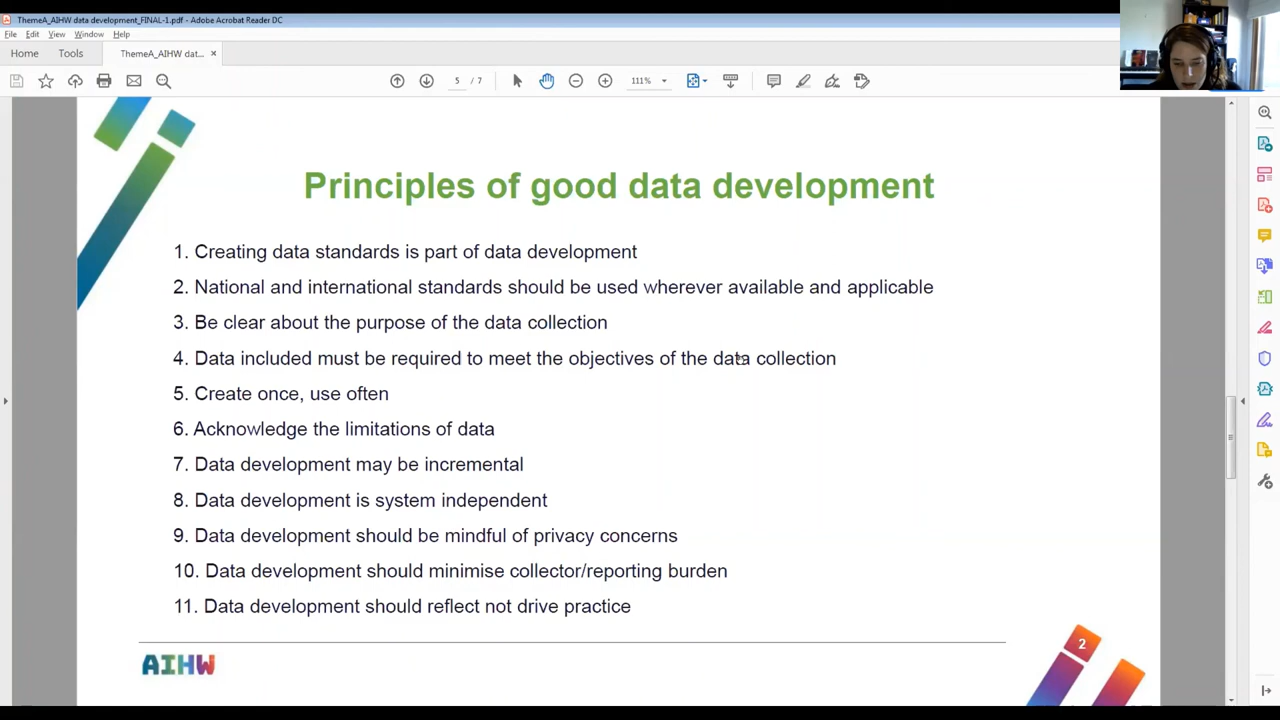 ThemeA_AIHW data development_FINAL-1.pdf - Adobe Acrobat Reader DC
File Edit View Window Help
Home Tools ThemeA_AIHW dat... ×
5 / 7 111%
Principles of good data development
1. Creating data standards is part of data development
2. National and international standards should be used wherever available and applicable
3. Be clear about the purpose of the data collection
4. Data included must be required to meet the objectives of the data collection
5. Create once, use often
6. Acknowledge the limitations of data
7. Data development may be incremental
8. Data development is system independent
9. Data development should be mindful of privacy concerns
10. Data development should minimise collector/reporting burden
11. Data development should reflect not drive practice
2
AIHW